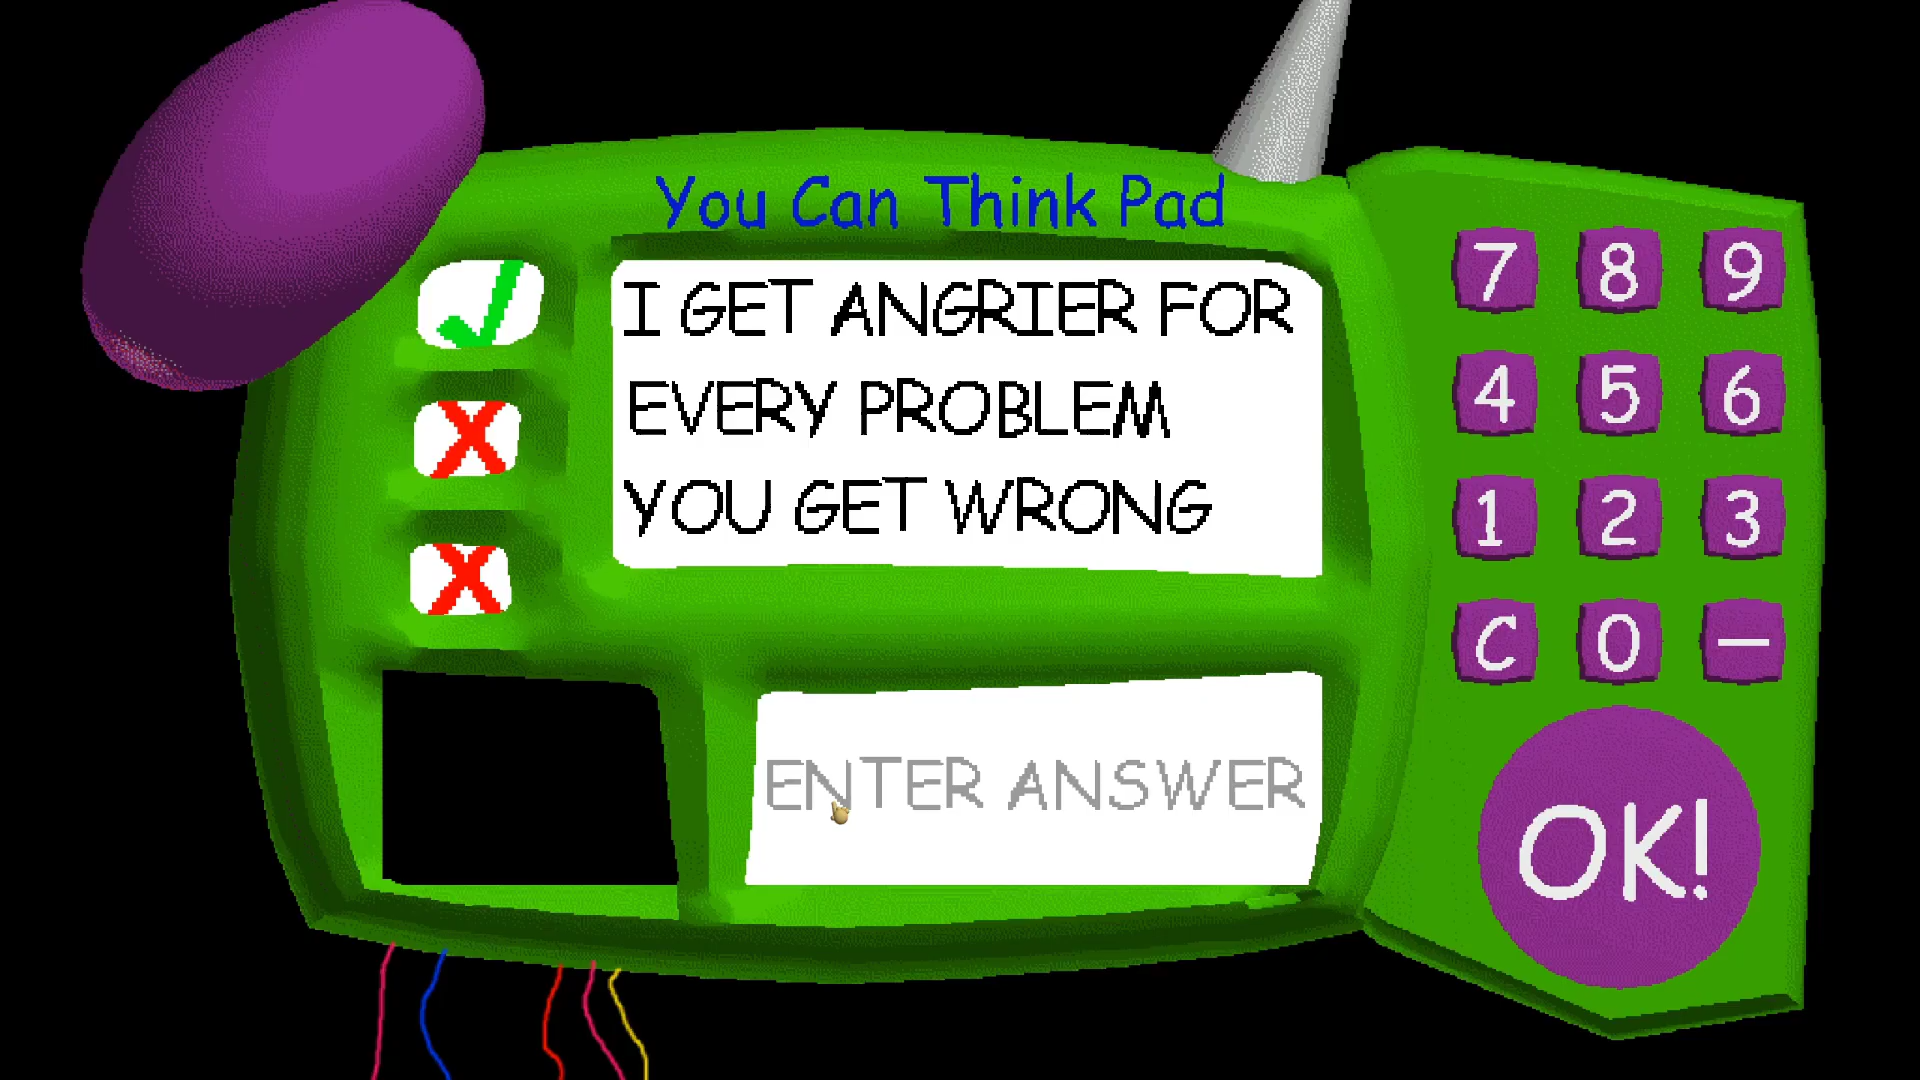 You Can Think Pad
I GET ANGRIER FOR
EVERY PROBLEM
YOU GET WRONG
ENTER ANSWER
7 8 9
4 5 6
1 2 3
C 0 —
OK!